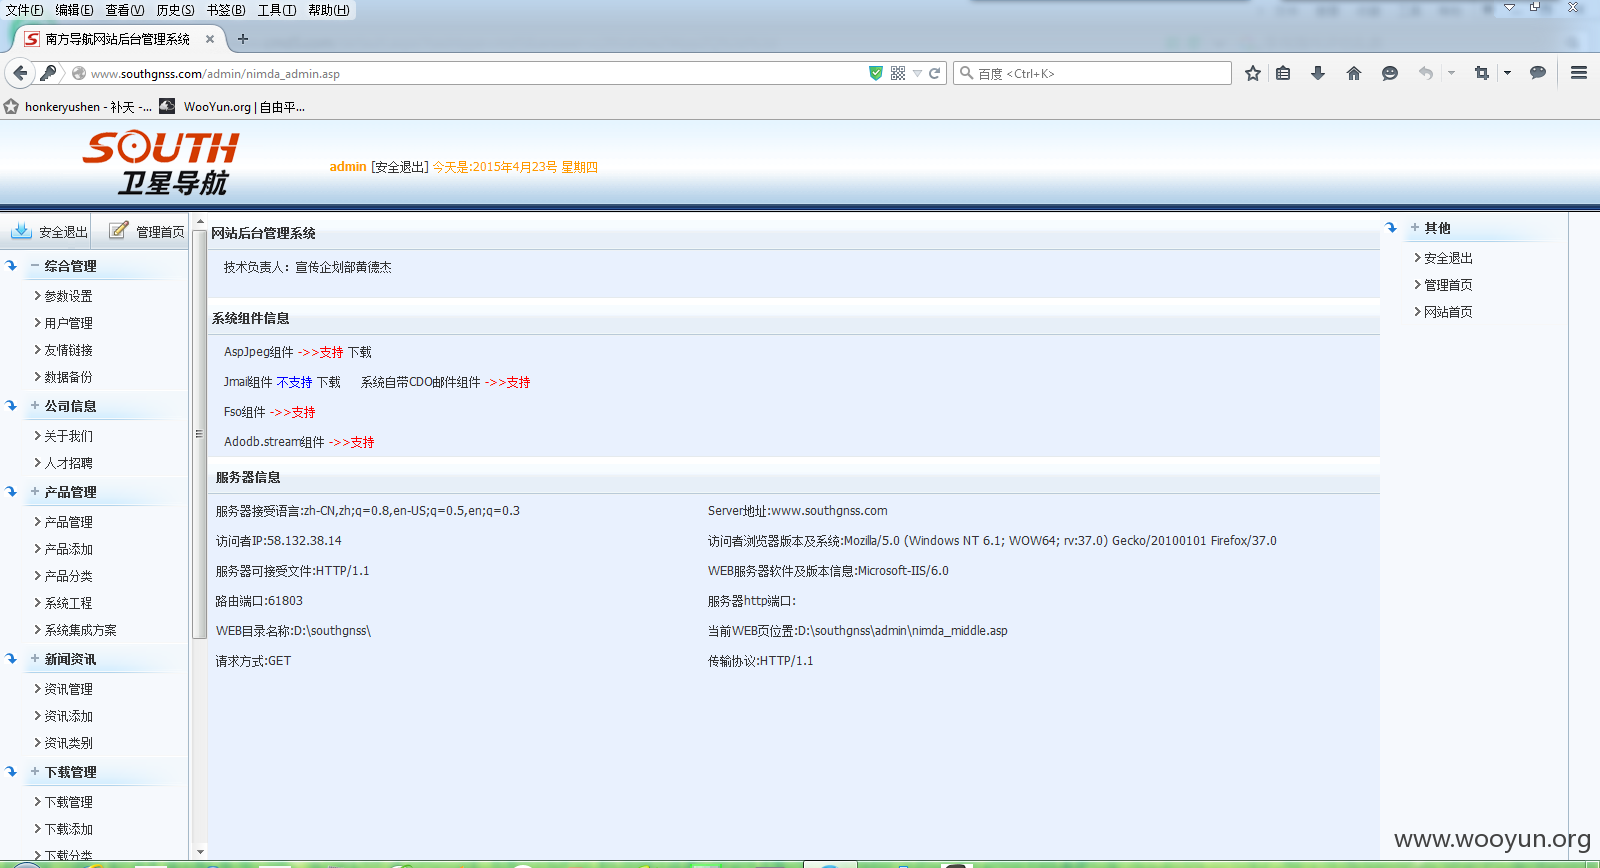 文件(F) 编辑(E) 查看(V) 历史(S) 书签(B) 工具(T) 帮助(H)
南方导航网站后台管理系统
www.southgnss.com/admin/nimda_admin.asp
百度 <Ctrl+K>
honkeryushen - 补天 -... WooYun.org | 自由平...
SOUTH
卫星导航
admin [安全退出] 今天是:2015年4月23号 星期四
安全退出 管理首页
综合管理
参数设置
用户管理
友情链接
数据备份
公司信息
关于我们
人才招聘
产品管理
产品管理
产品添加
产品分类
系统工程
系统集成方案
新闻资讯
资讯管理
资讯添加
资讯类别
下载管理
下载管理
下载添加
下载分类
网站后台管理系统
技术负责人：宣传企划部黄德杰
系统组件信息
AspJpeg组件 ->>支持 下载
Jmail组件 不支持 下载 系统自带CDO邮件组件 ->>支持
Fso组件 ->>支持
Adodb.stream组件 ->>支持
服务器信息
服务器接受语言:zh-CN,zh;q=0.8,en-US;q=0.5,en;q=0.3 Server地址:www.southgnss.com
访问者IP:58.132.38.14 访问者浏览器版本及系统:Mozilla/5.0 (Windows NT 6.1; WOW64; rv:37.0) Gecko/20100101 Firefox/37.0
服务器可接受文件:HTTP/1.1 WEB服务器软件及版本信息:Microsoft-IIS/6.0
路由端口:61803 服务器http端口:
WEB目录名称:D:\southgnss\ 当前WEB页位置:D:\southgnss\admin\nimda_middle.asp
请求方式:GET 传输协议:HTTP/1.1
其他
安全退出
管理首页
网站首页
www.wooyun.org